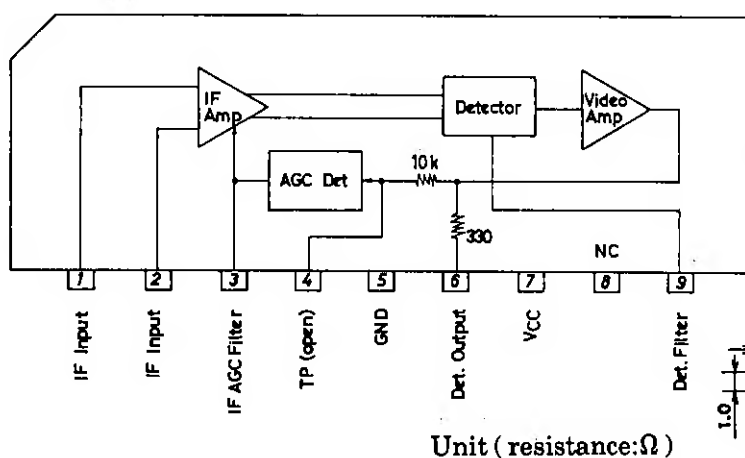 IF
Amp
Detector
Video
Amp
AGC Det
10k
330
NC
1 2 3 4 5 6 7 8 9
IF Input
IF Input
IF AGC Filter
TP (open)
GND
Det. Output
VCC
Det. Filter
1.0
Unit (resistance:Ω)